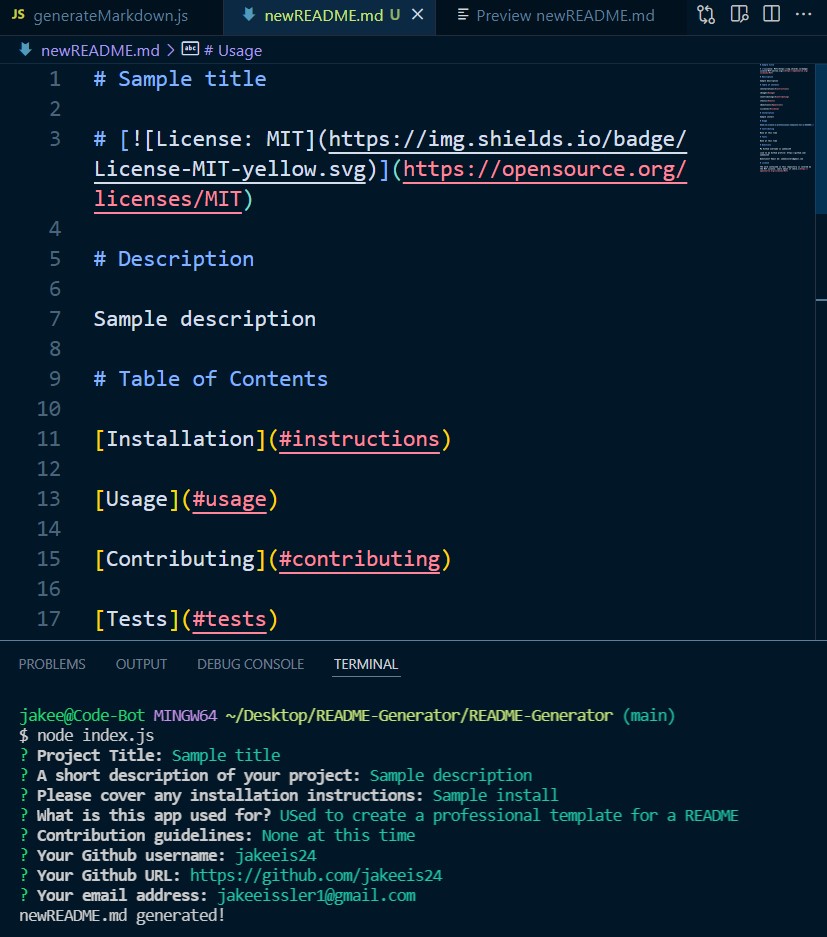 JS generateMarkdown.js newREADME.md U Preview newREADME.md
newREADME.md > abc # Usage
1 # Sample title
2
3 # [![License: MIT](https://img.shields.io/badge/
License-MIT-yellow.svg)](https://opensource.org/
licenses/MIT)
4
5 # Description
6
7 Sample description
8
9 # Table of Contents
10
11 [Installation](#instructions)
12
13 [Usage](#usage)
14
15 [Contributing](#contributing)
16
17 [Tests](#tests)
PROBLEMS OUTPUT DEBUG CONSOLE TERMINAL
jakee@Code-Bot MINGW64 ~/Desktop/README-Generator/README-Generator (main)
$ node index.js
? Project Title: Sample title
? A short description of your project: Sample description
? Please cover any installation instructions: Sample install
? What is this app used for? USed to create a professional template for a README
? Contribution guidelines: None at this time
? Your Github username: jakeeis24
? Your Github URL: https://github.com/jakeeis24
? Your email address: jakeeissler1@gmail.com
newREADME.md generated!